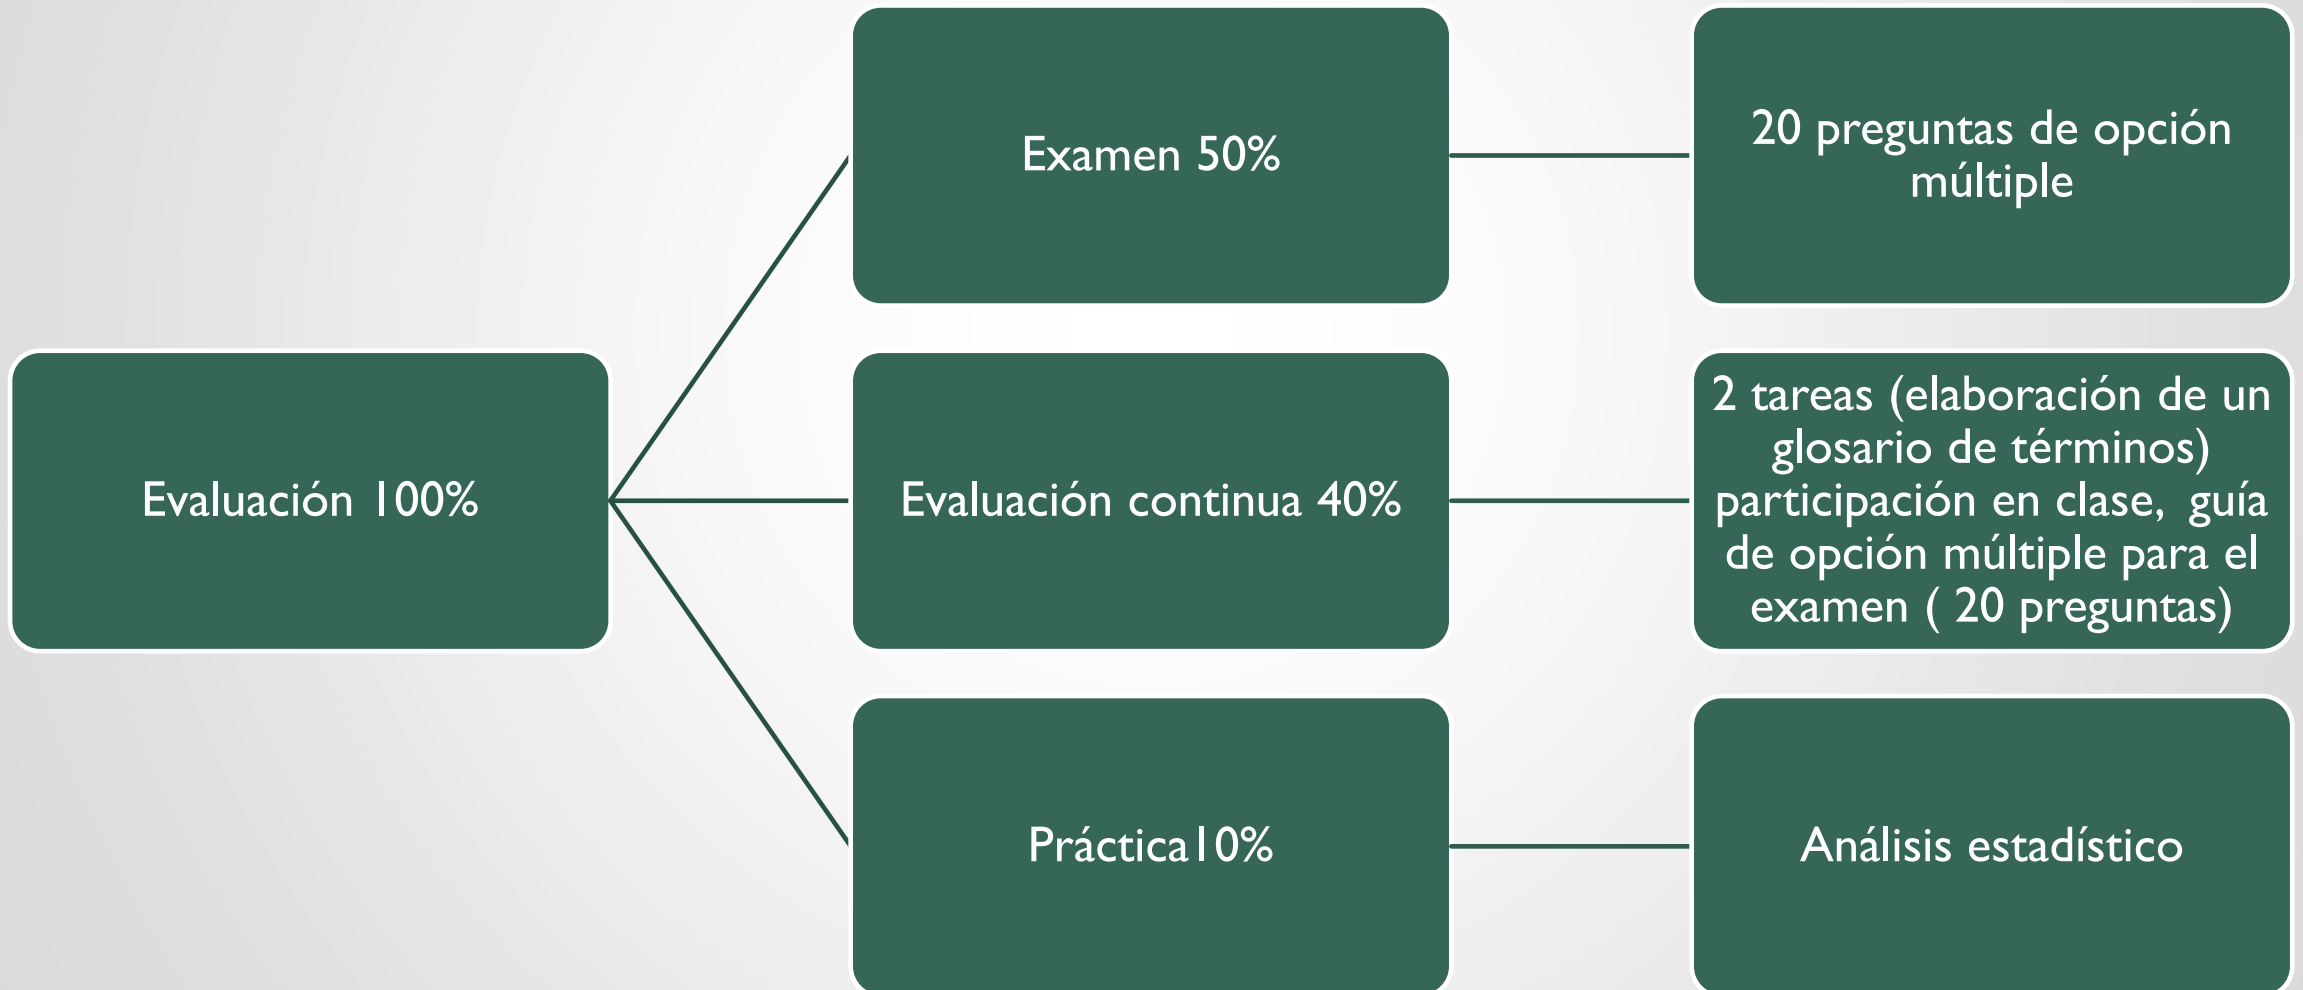 Evaluación 100%
Examen 50%
20 preguntas de opción
múltiple
Evaluación continua 40%
2 tareas (elaboración de un
glosario de términos)
participación en clase,  guía
de opción múltiple para el
examen ( 20 preguntas)
Práctica10%
Análisis estadístico